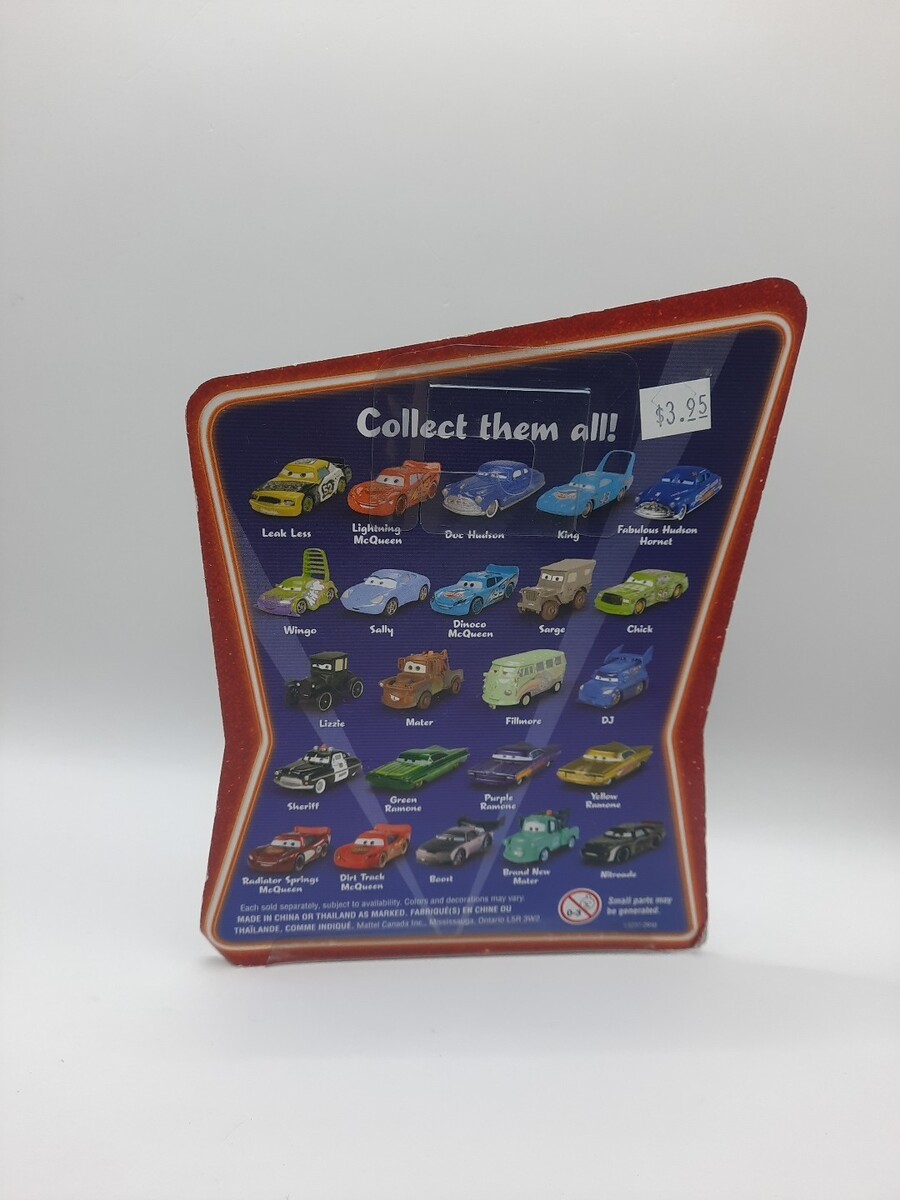 Collect them all!
$3.95
52
Leak Less
Lightning
McQueen
Doc Hudson
King
Fabulous Hudson
Hornet
Wingo
Sally
Dinoco
McQueen
Sarge
Chick
Lizzie
Mater
Fillmore
DJ
Sheriff
Green
Ramone
Purple
Ramone
Yellow
Ramone
Radiator Springs
McQueen
Dirt Track
McQueen
Boost
Brand New
Mater
Nitroade
Each sold separately, subject to availability. Colors and decorations may vary.
MADE IN CHINA OR THAILAND AS MARKED. FABRIQUÉ(S) EN CHINE OU
THAÏLANDE, COMME INDIQUÉ. Mattel Canada Inc., Mississauga, Ontario L5R 3W2.
0-3
Small parts may
be generated.